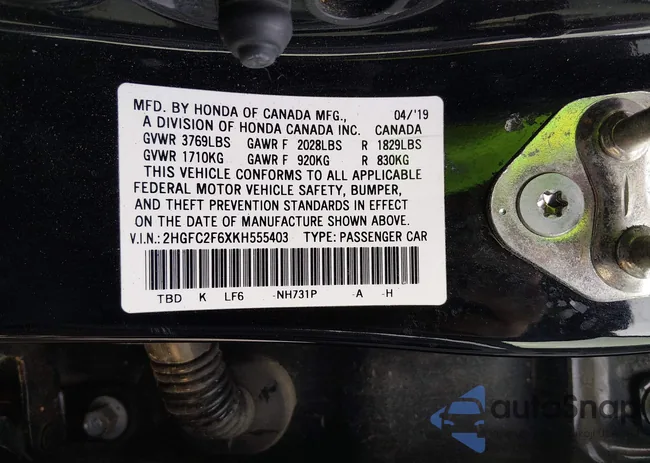 MFD. BY HONDA OF CANADA MFG., 04/'19
A DIVISION OF HONDA CANADA INC. CANADA
GVWR 3769LBS GAWR F 2028LBS R 1829LBS
GVWR 1710KG GAWR F 920KG R 830KG
THIS VEHICLE CONFORMS TO ALL APPLICABLE
FEDERAL MOTOR VEHICLE SAFETY, BUMPER,
AND THEFT PREVENTION STANDARDS IN EFFECT
ON THE DATE OF MANUFACTURE SHOWN ABOVE.
V.I.N.: 2HGFC2F6XKH555403 TYPE: PASSENGER CAR
TBD K LF6 -NH731P -A -H
autoSnap